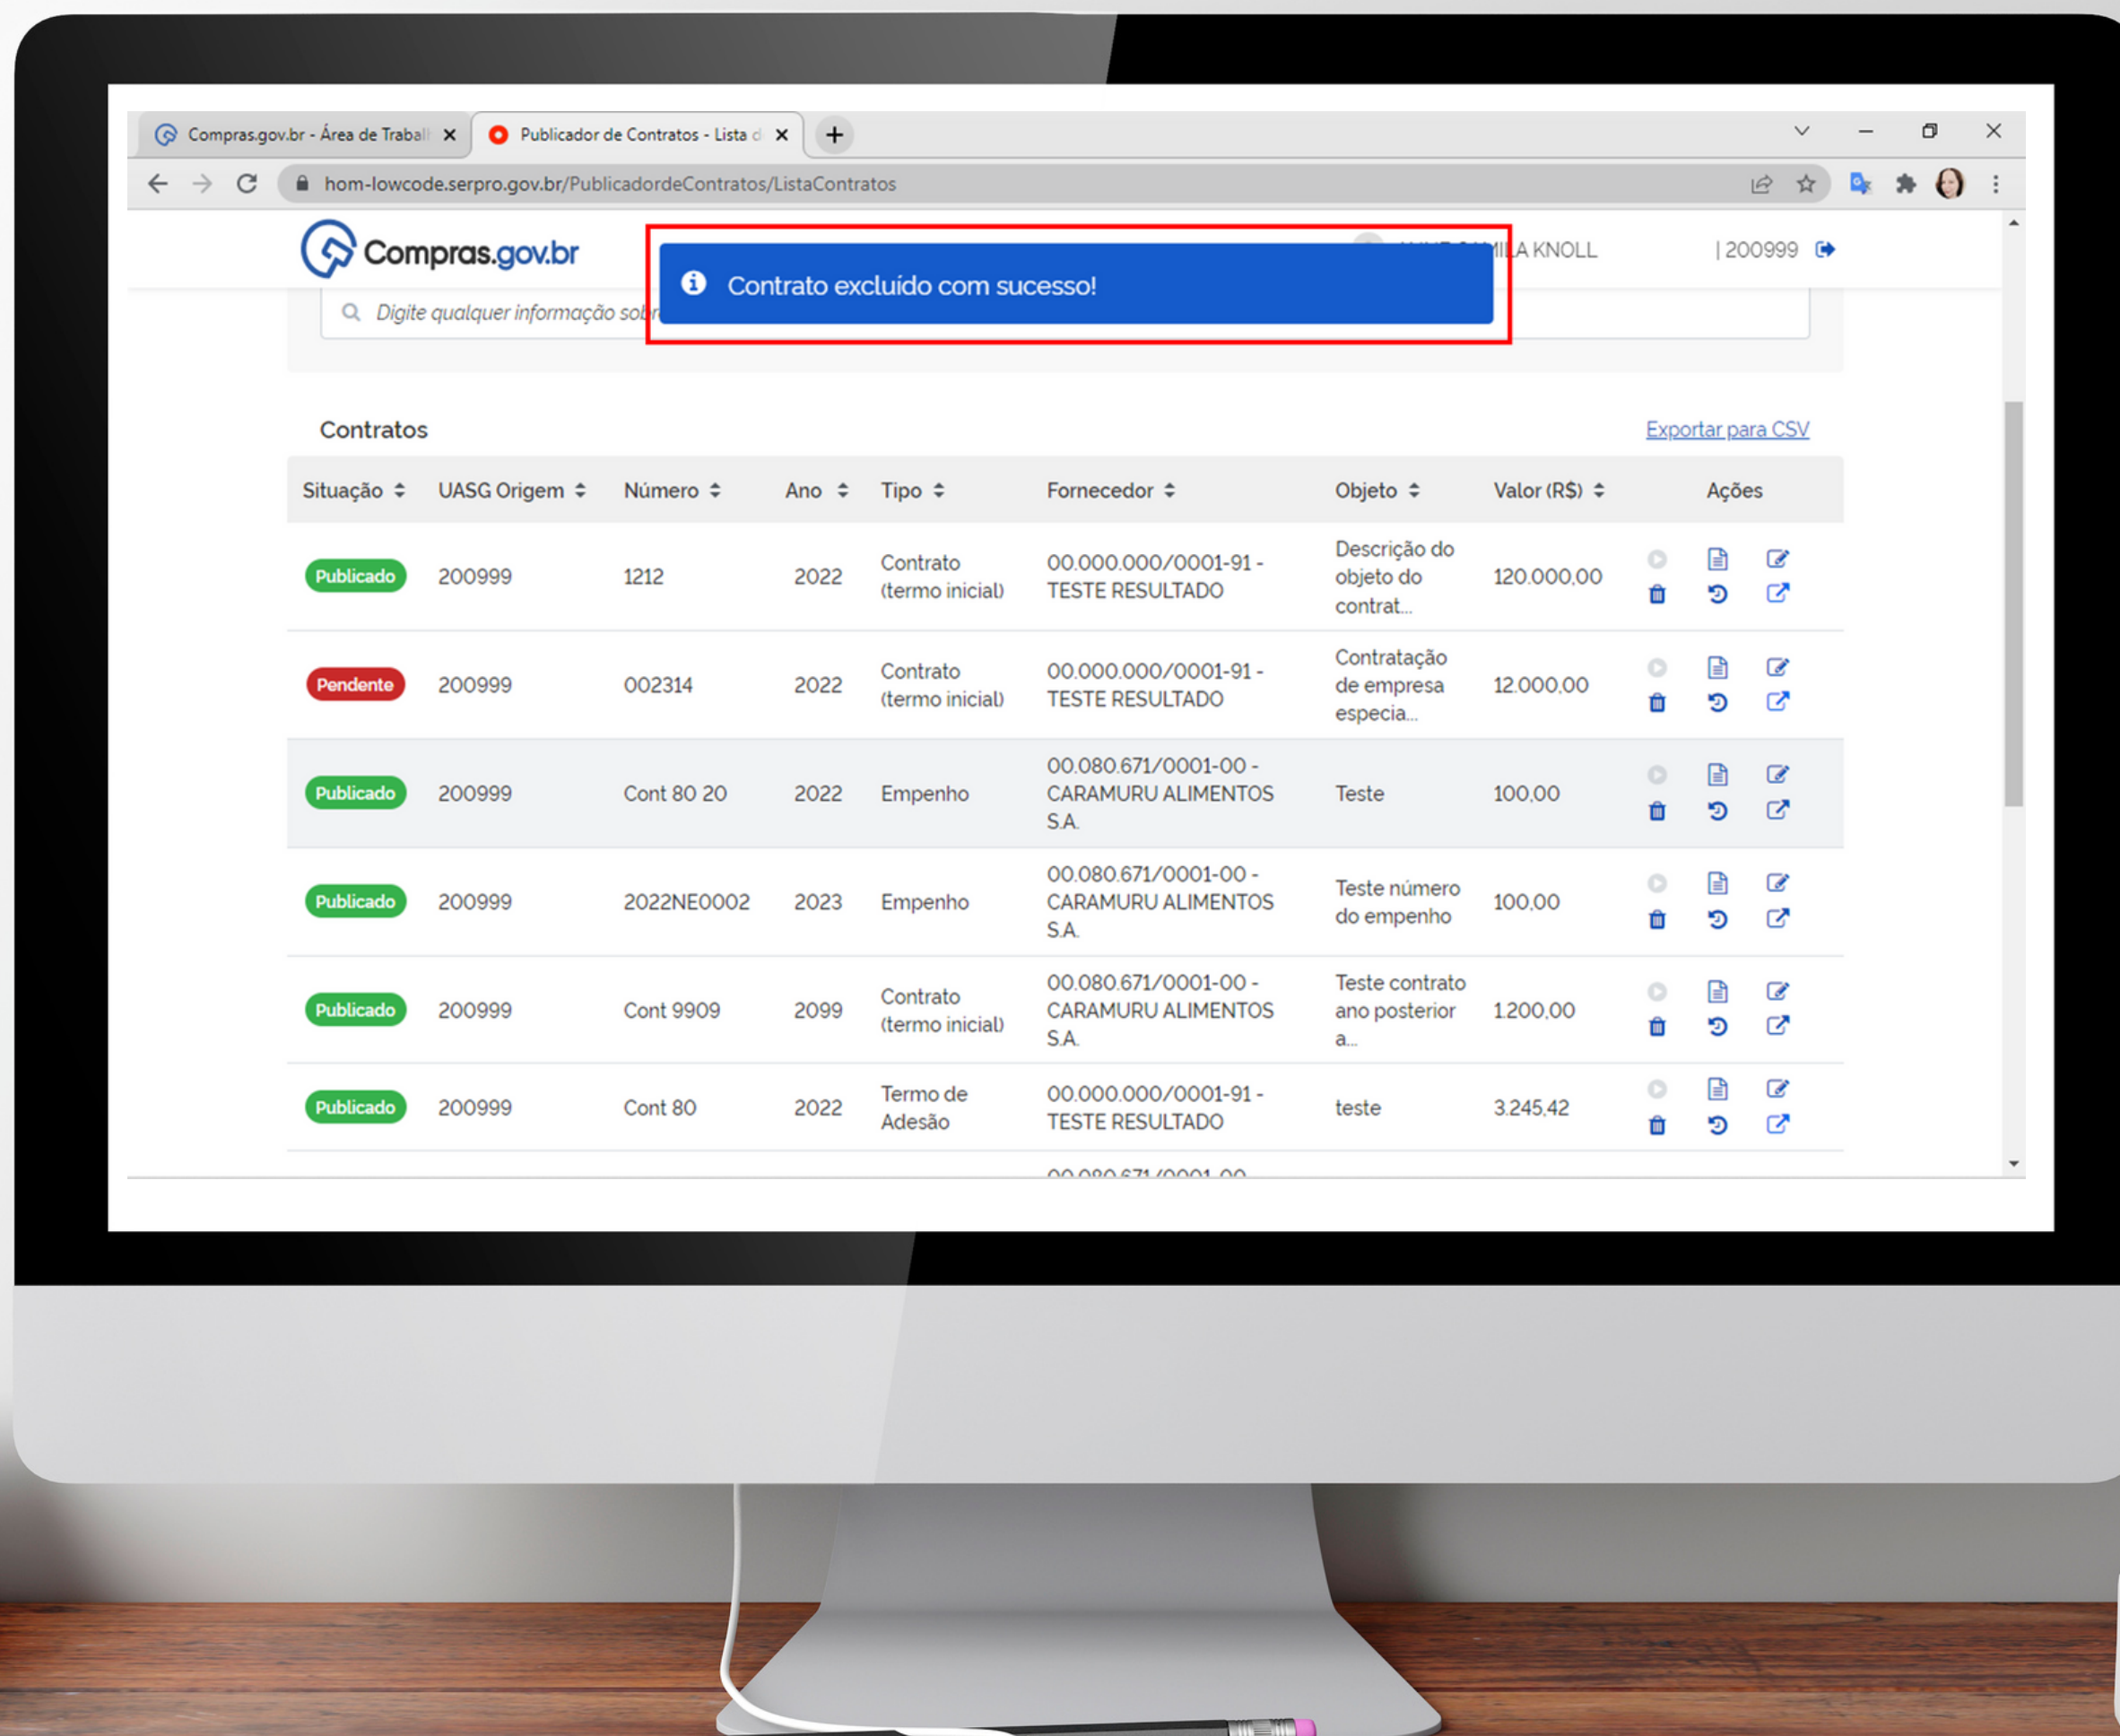 Compras.gov.br - Área de Trabal
Publicador de Contratos - Lista d
hom-lowcode.serpro.gov.br/PublicadordeContratos/ListaContratos
Compras.gov.br
KNOLL | 200999
Contrato excluído com sucesso!
Digite qualquer informação
Contratos
Exportar para CSV
Situação UASG Origem Número Ano Tipo Fornecedor Objeto Valor (R$) Ações
Publicado 200999 1212 2022 Contrato (termo inicial) 00.000.000/0001-91 - TESTE RESULTADO Descrição do objeto do contrat... 120.000,00
Pendente 200999 002314 2022 Contrato (termo inicial) 00.000.000/0001-91 - TESTE RESULTADO Contratação de empresa especia... 12.000,00
Publicado 200999 Cont 80 20 2022 Empenho 00.080.671/0001-00 - CARAMURU ALIMENTOS S.A. Teste 100,00
Publicado 200999 2022NE0002 2023 Empenho 00.080.671/0001-00 - CARAMURU ALIMENTOS S.A. Teste número do empenho 100,00
Publicado 200999 Cont 9909 2099 Contrato (termo inicial) 00.080.671/0001-00 - CARAMURU ALIMENTOS S.A. Teste contrato ano posterior a... 1.200,00
Publicado 200999 Cont 80 2022 Termo de Adesão 00.000.000/0001-91 - TESTE RESULTADO teste 3.245,42